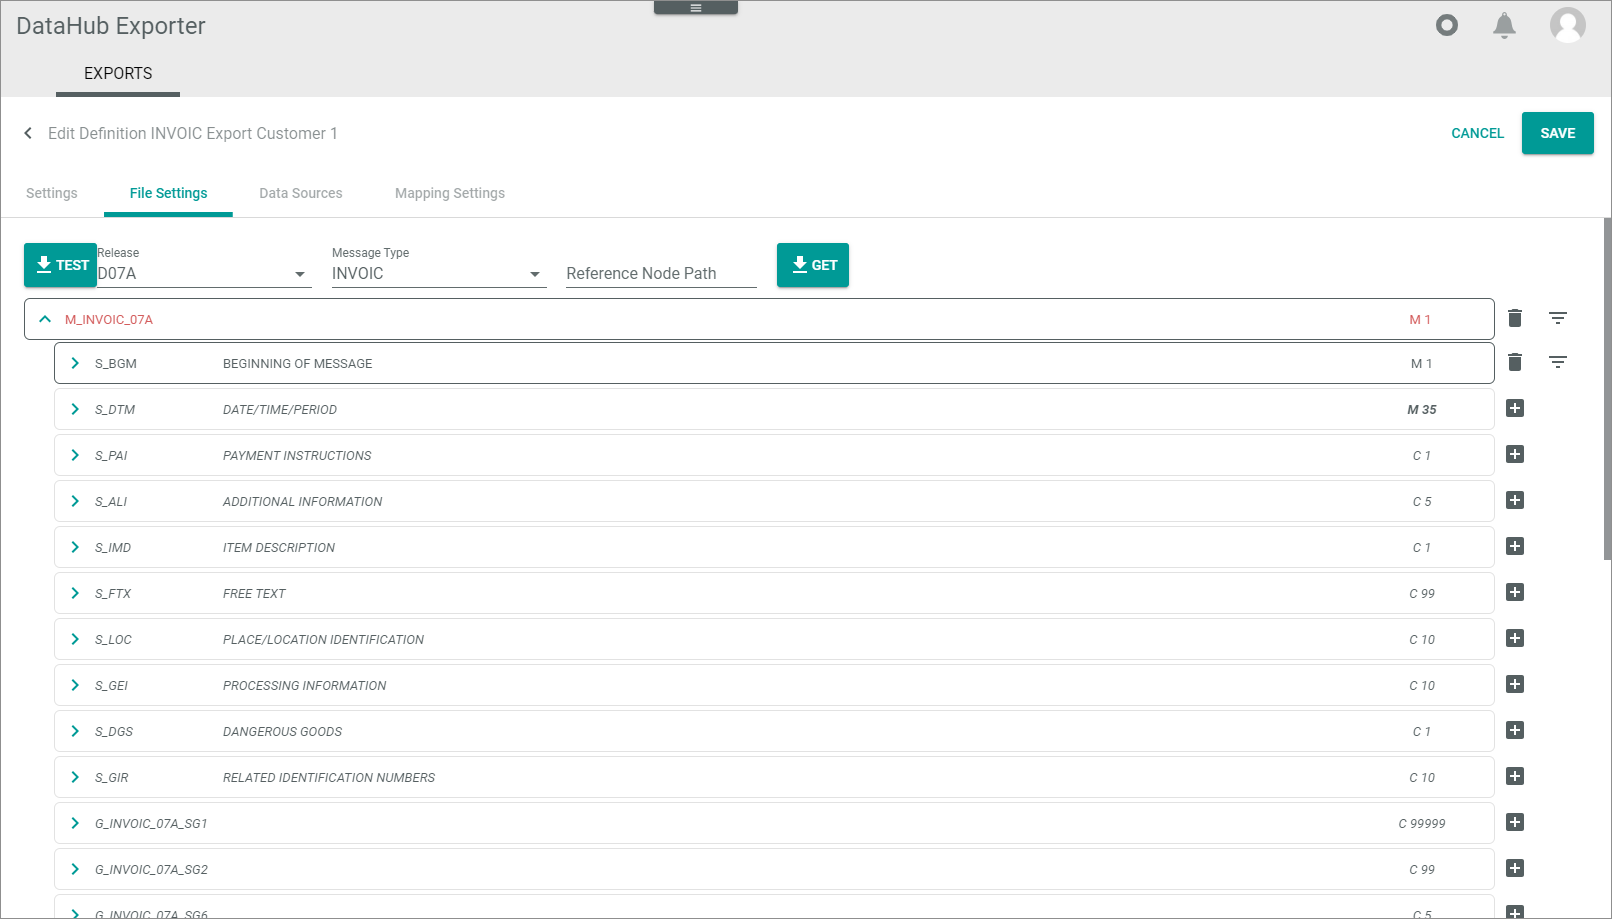 DataHub Exporter
EXPORTS
Edit Definition INVOIC Export Customer 1
CANCEL
SAVE
Settings
File Settings
Data Sources
Mapping Settings
TEST
Release
D07A
Message Type
INVOIC
Reference Node Path
GET
M_INVOIC_07A M 1
S_BGM BEGINNING OF MESSAGE M 1
S_DTM DATE/TIME/PERIOD M 35
S_PAI PAYMENT INSTRUCTIONS C 1
S_ALI ADDITIONAL INFORMATION C 5
S_IMD ITEM DESCRIPTION C 1
S_FTX FREE TEXT C 99
S_LOC PLACE/LOCATION IDENTIFICATION C 10
S_GEI PROCESSING INFORMATION C 10
S_DGS DANGEROUS GOODS C 1
S_GIR RELATED IDENTIFICATION NUMBERS C 10
G_INVOIC_07A_SG1 C 99999
G_INVOIC_07A_SG2 C 99
G_INVOIC_07A_SG6 C 5